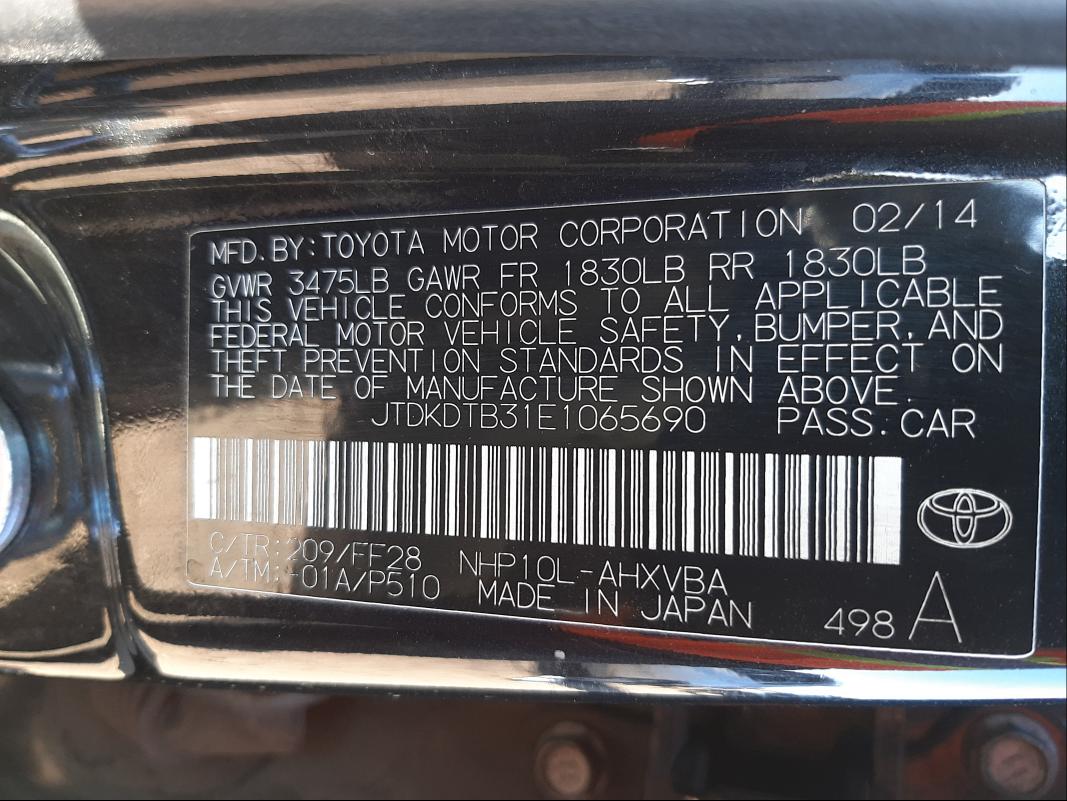 MFD. BY: TOYOTA MOTOR CORPORATION 02/14
GVWR 3475LB GAWR FR 1830LB RR 1830LB
THIS VEHICLE CONFORMS TO ALL APPLICABLE
FEDERAL MOTOR VEHICLE SAFETY, BUMPER, AND
THEFT PREVENTION STANDARDS IN EFFECT ON
THE DATE OF MANUFACTURE SHOWN ABOVE.
JTDKDTB31E1065690 PASS. CAR
C/TR: 209/FF28 NHP10L-AHXVBA
A/TM: -01A/P510 MADE IN JAPAN 498 A